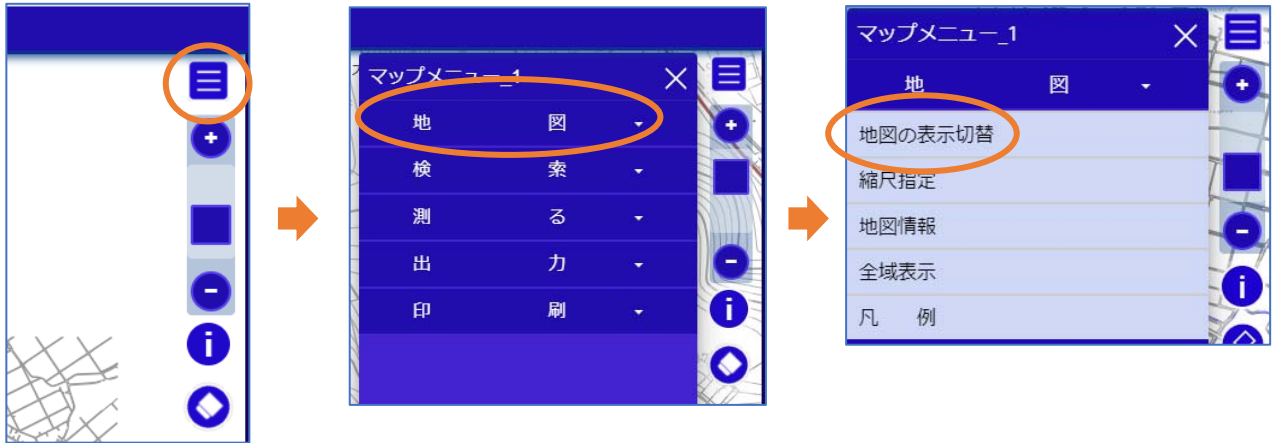 マップメニュー_1
地 図
検 索
測 る
出 力
印 刷
マップメニュー_1
地 図
地図の表示切替
縮尺指定
地図情報
全域表示
凡 例